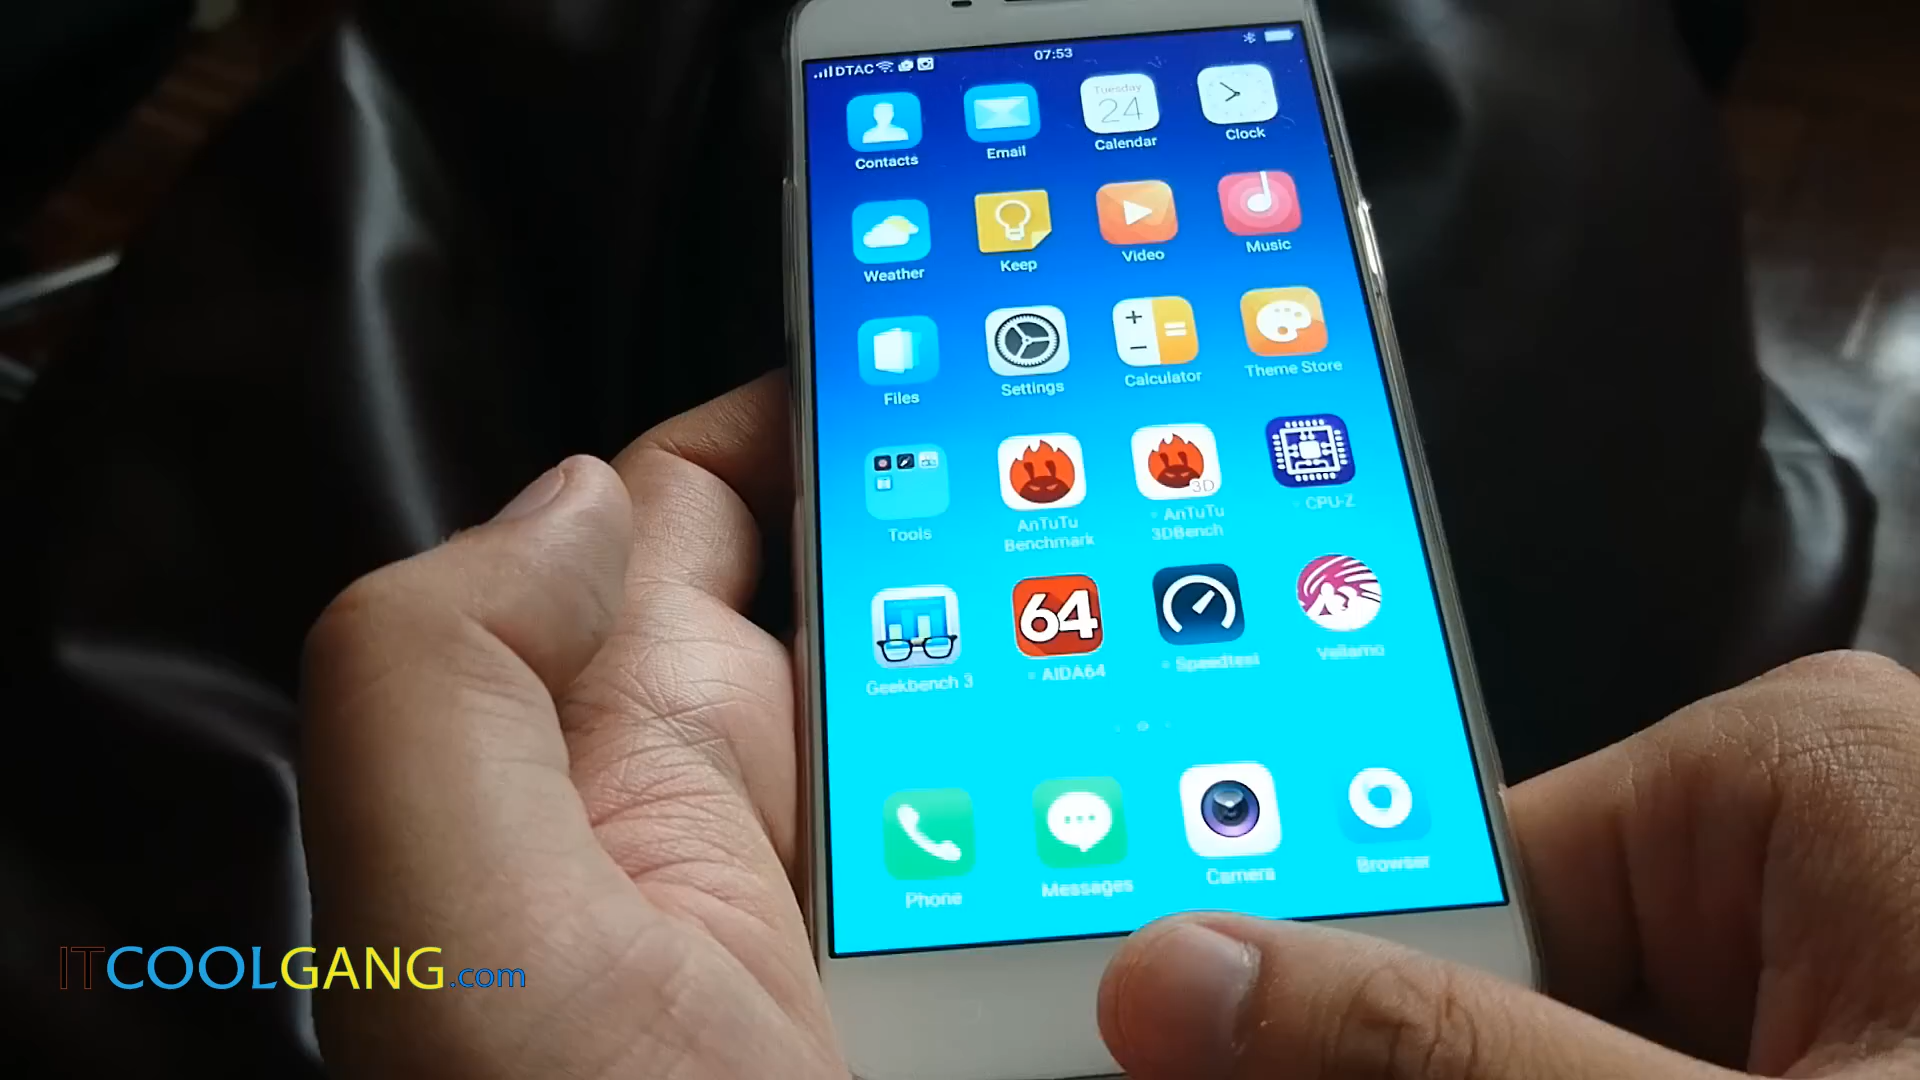 DTAC 07:53
Tuesday
24
Contacts Email Calendar Clock
Weather Keep Video Music
+
=
−
Files Settings Calculator Theme Store
3D
Tools AnTuTu Benchmark AnTuTu 3DBench CPU-Z
64
Geekbench 3 AIDA64 Speedtest Vellamo
Phone Messages Camera Browser
ITCOOLGANG.com